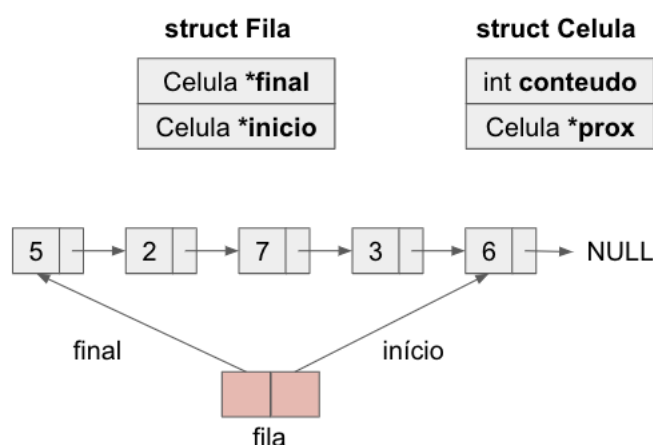 struct Fila
struct Celula
Celula *final
int conteudo
Celula *inicio
Celula *prox
5 2 7 3 6 NULL
final
início
fila